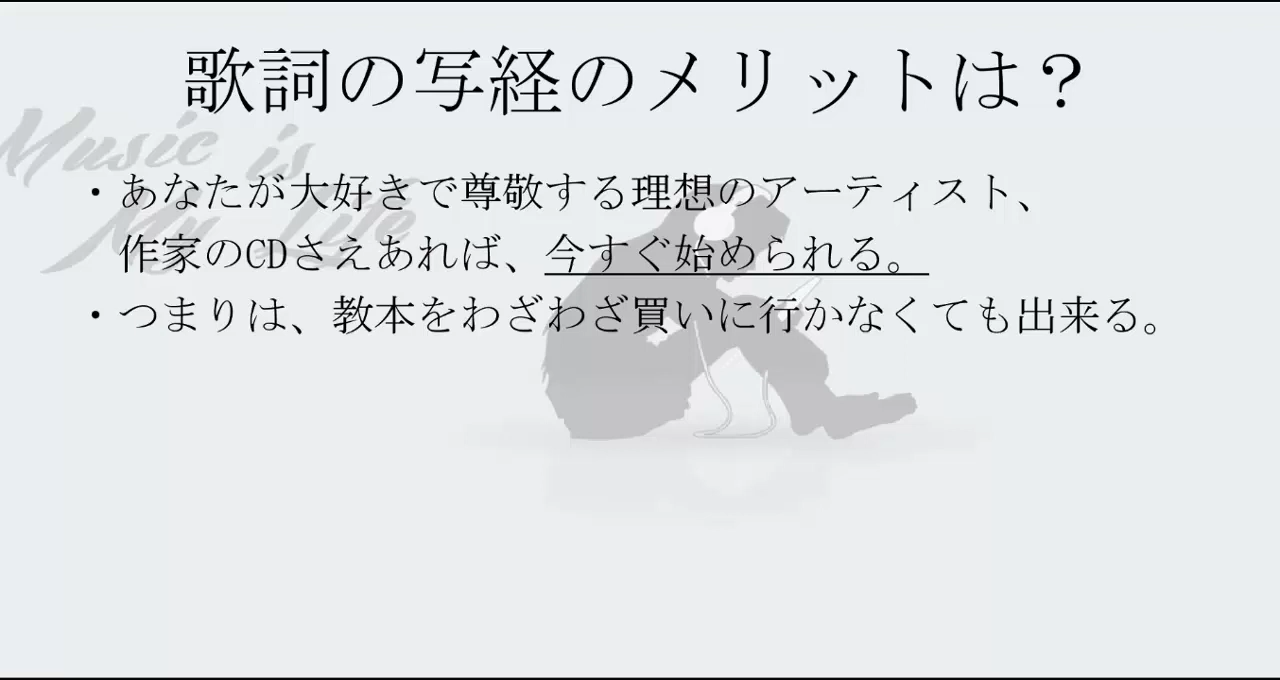 歌詞の写経のメリットは？
Music is
My Life
・あなたが大好きで尊敬する理想のアーティスト、
作家のCDさえあれば、今すぐ始められる。
・つまりは、教本をわざわざ買いに行かなくても出来る。